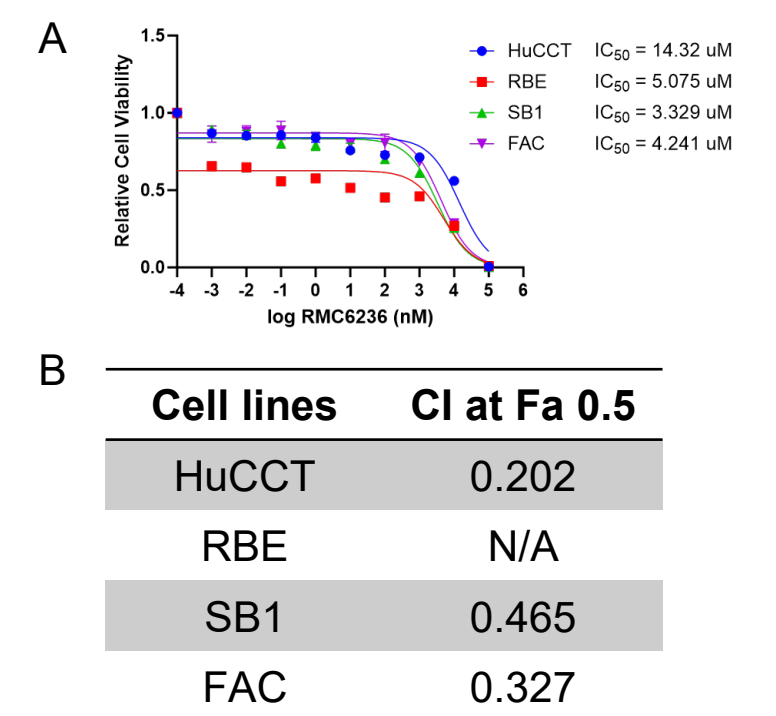 A
Relative Cell Viability
1.5
1.0
0.5
0.0
-4 -3 -2 -1 0 1 2 3 4 5 6
log RMC6236 (nM)
HuCCT IC50 = 14.32 uM
RBE IC50 = 5.075 uM
SB1 IC50 = 3.329 uM
FAC IC50 = 4.241 uM
B
Cell lines CI at Fa 0.5
HuCCT 0.202
RBE N/A
SB1 0.465
FAC 0.327